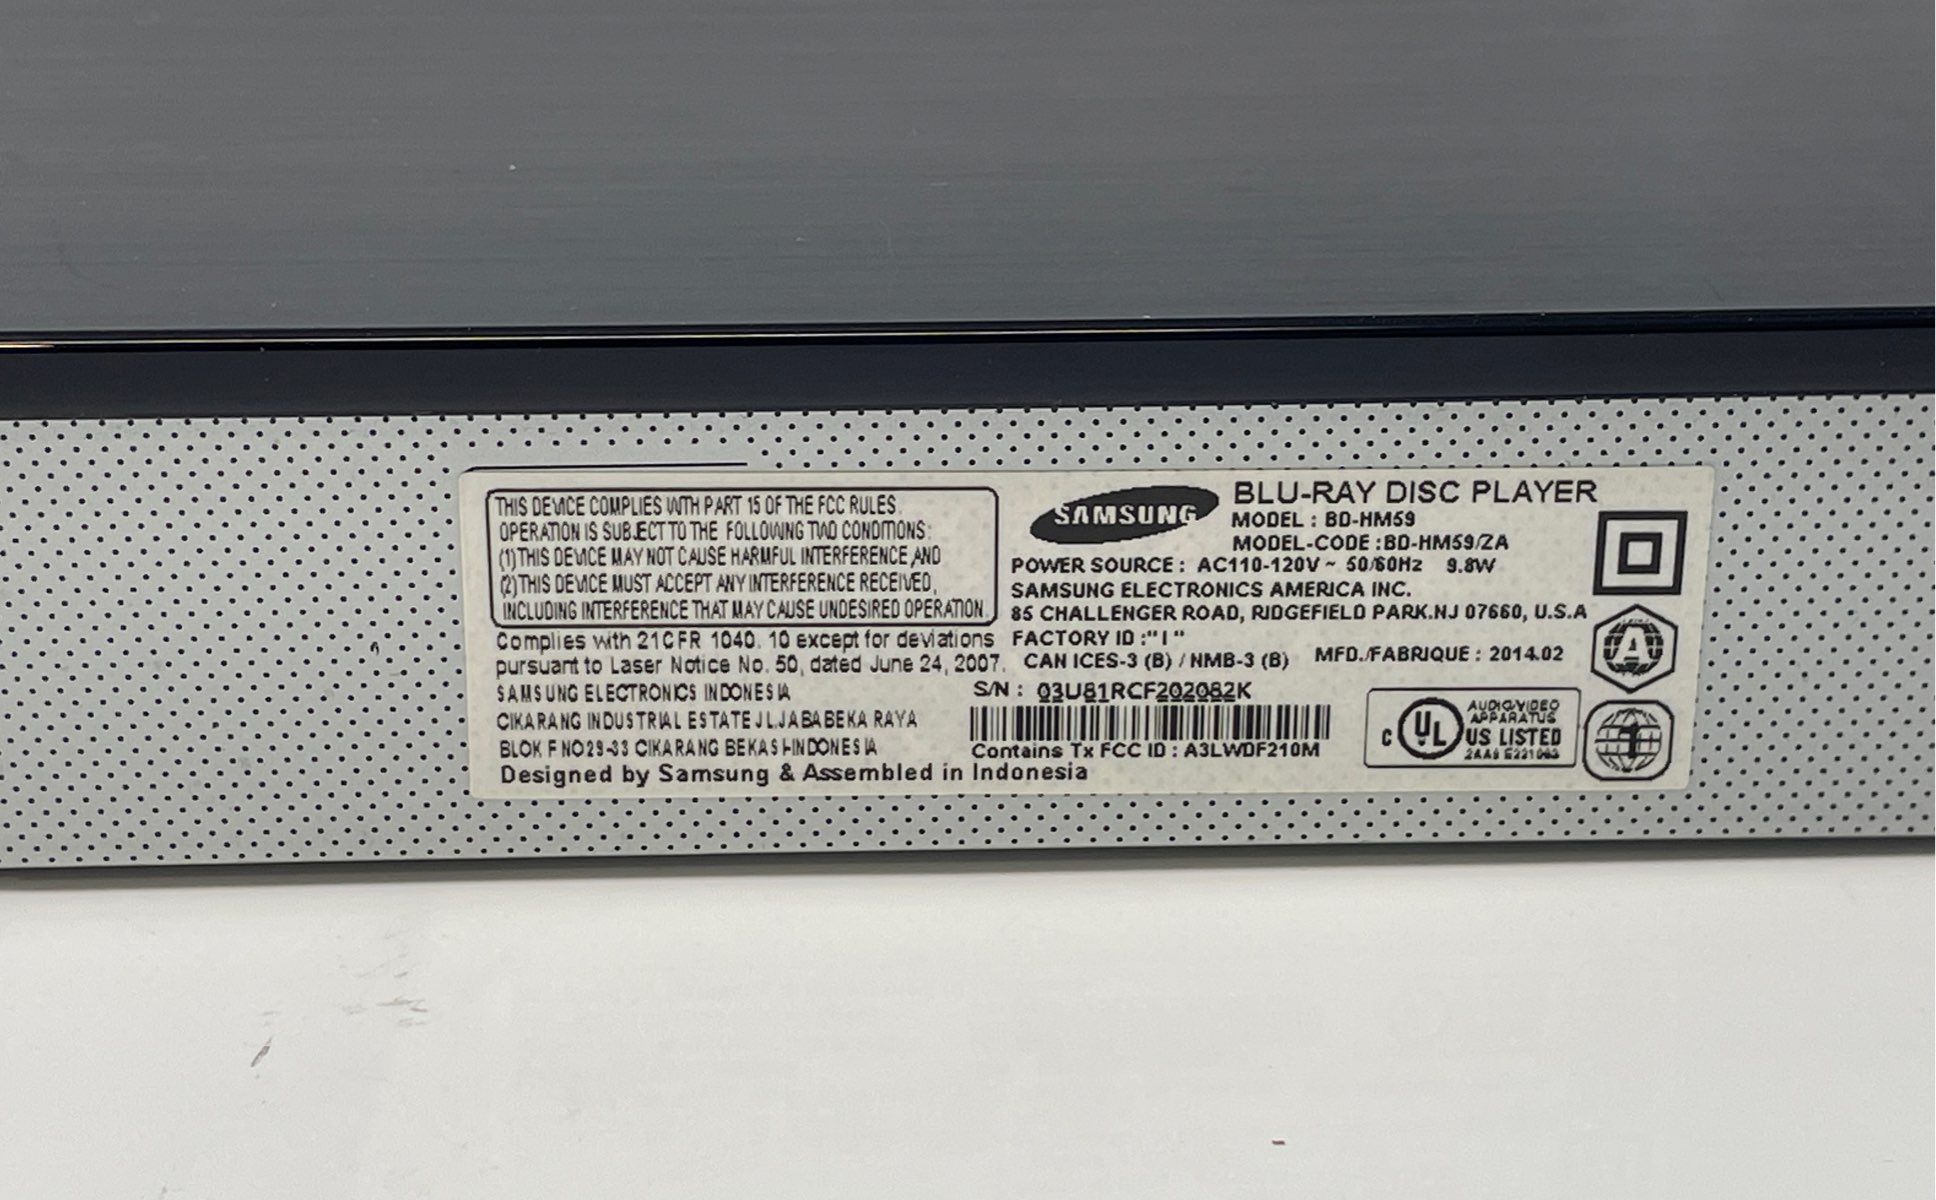 THIS DEVICE COMPLIES WITH PART 15 OF THE FCC RULES.
OPERATION IS SUBJECT TO THE FOLLOWING TWO CONDITIONS:
(1)THIS DEVICE MAY NOT CAUSE HARMFUL INTERFERENCE, AND
(2)THIS DEVICE MUST ACCEPT ANY INTERFERENCE RECEIVED,
INCLUDING INTERFERENCE THAT MAY CAUSE UNDESIRED OPERATION.
Complies with 21CFR 1040. 10 except for deviations
pursuant to Laser Notice No. 50, dated June 24, 2007.
SAMSUNG ELECTRONICS INDONESIA
CIKARANG INDUSTRIAL ESTATE JL.JABABEKA RAYA
BLOK F NO29-33 CIKARANG BEKASI-INDONESIA
Designed by Samsung & Assembled in Indonesia
SAMSUNG
BLU-RAY DISC PLAYER
MODEL : BD-HM59
MODEL-CODE :BD-HM59/ZA
POWER SOURCE : AC110-120V ~ 50/60Hz 9.8W
SAMSUNG ELECTRONICS AMERICA INC.
85 CHALLENGER ROAD, RIDGEFIELD PARK.NJ 07660, U.S.A
FACTORY ID :"I"
CAN ICES-3 (B) / NMB-3 (B) MFD./FABRIQUE : 2014.02
S/N : 03U81RCF202082K
Contains Tx FCC ID : A3LWDF210M
C UL
AUDIO/VIDEO
APPARATUS
US LISTED
2AA9 E221063
A
1